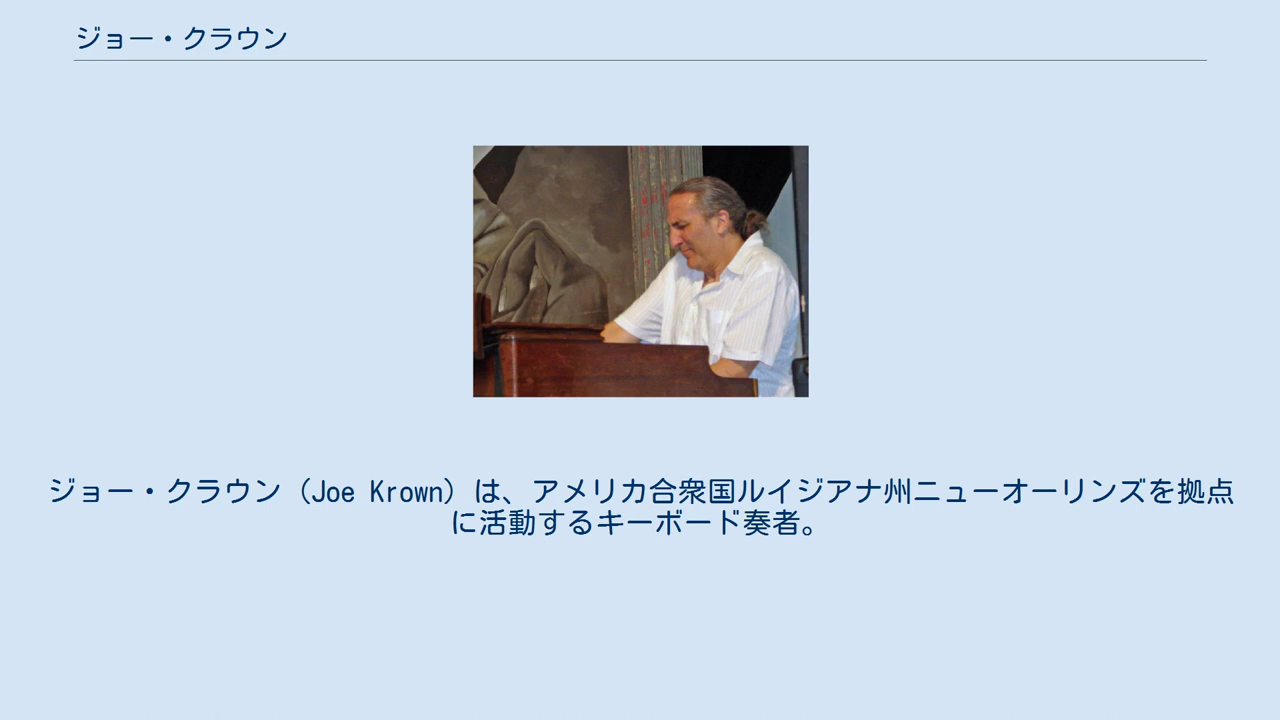 ジョー・クラウン
ジョー・クラウン（Joe Krown）は、アメリカ合衆国ルイジアナ州ニューオーリンズを拠点
に活動するキーボード奏者。